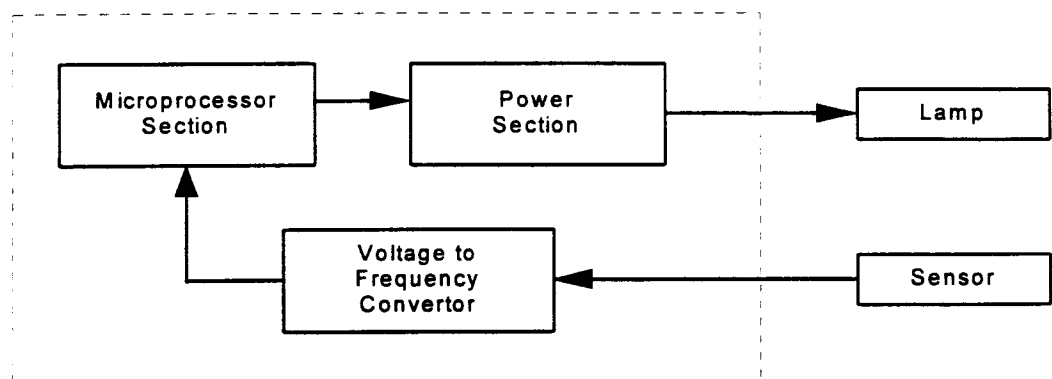 Microprocessor
Section
Power
Section
Lamp
Voltage to
Frequency
Convertor
Sensor